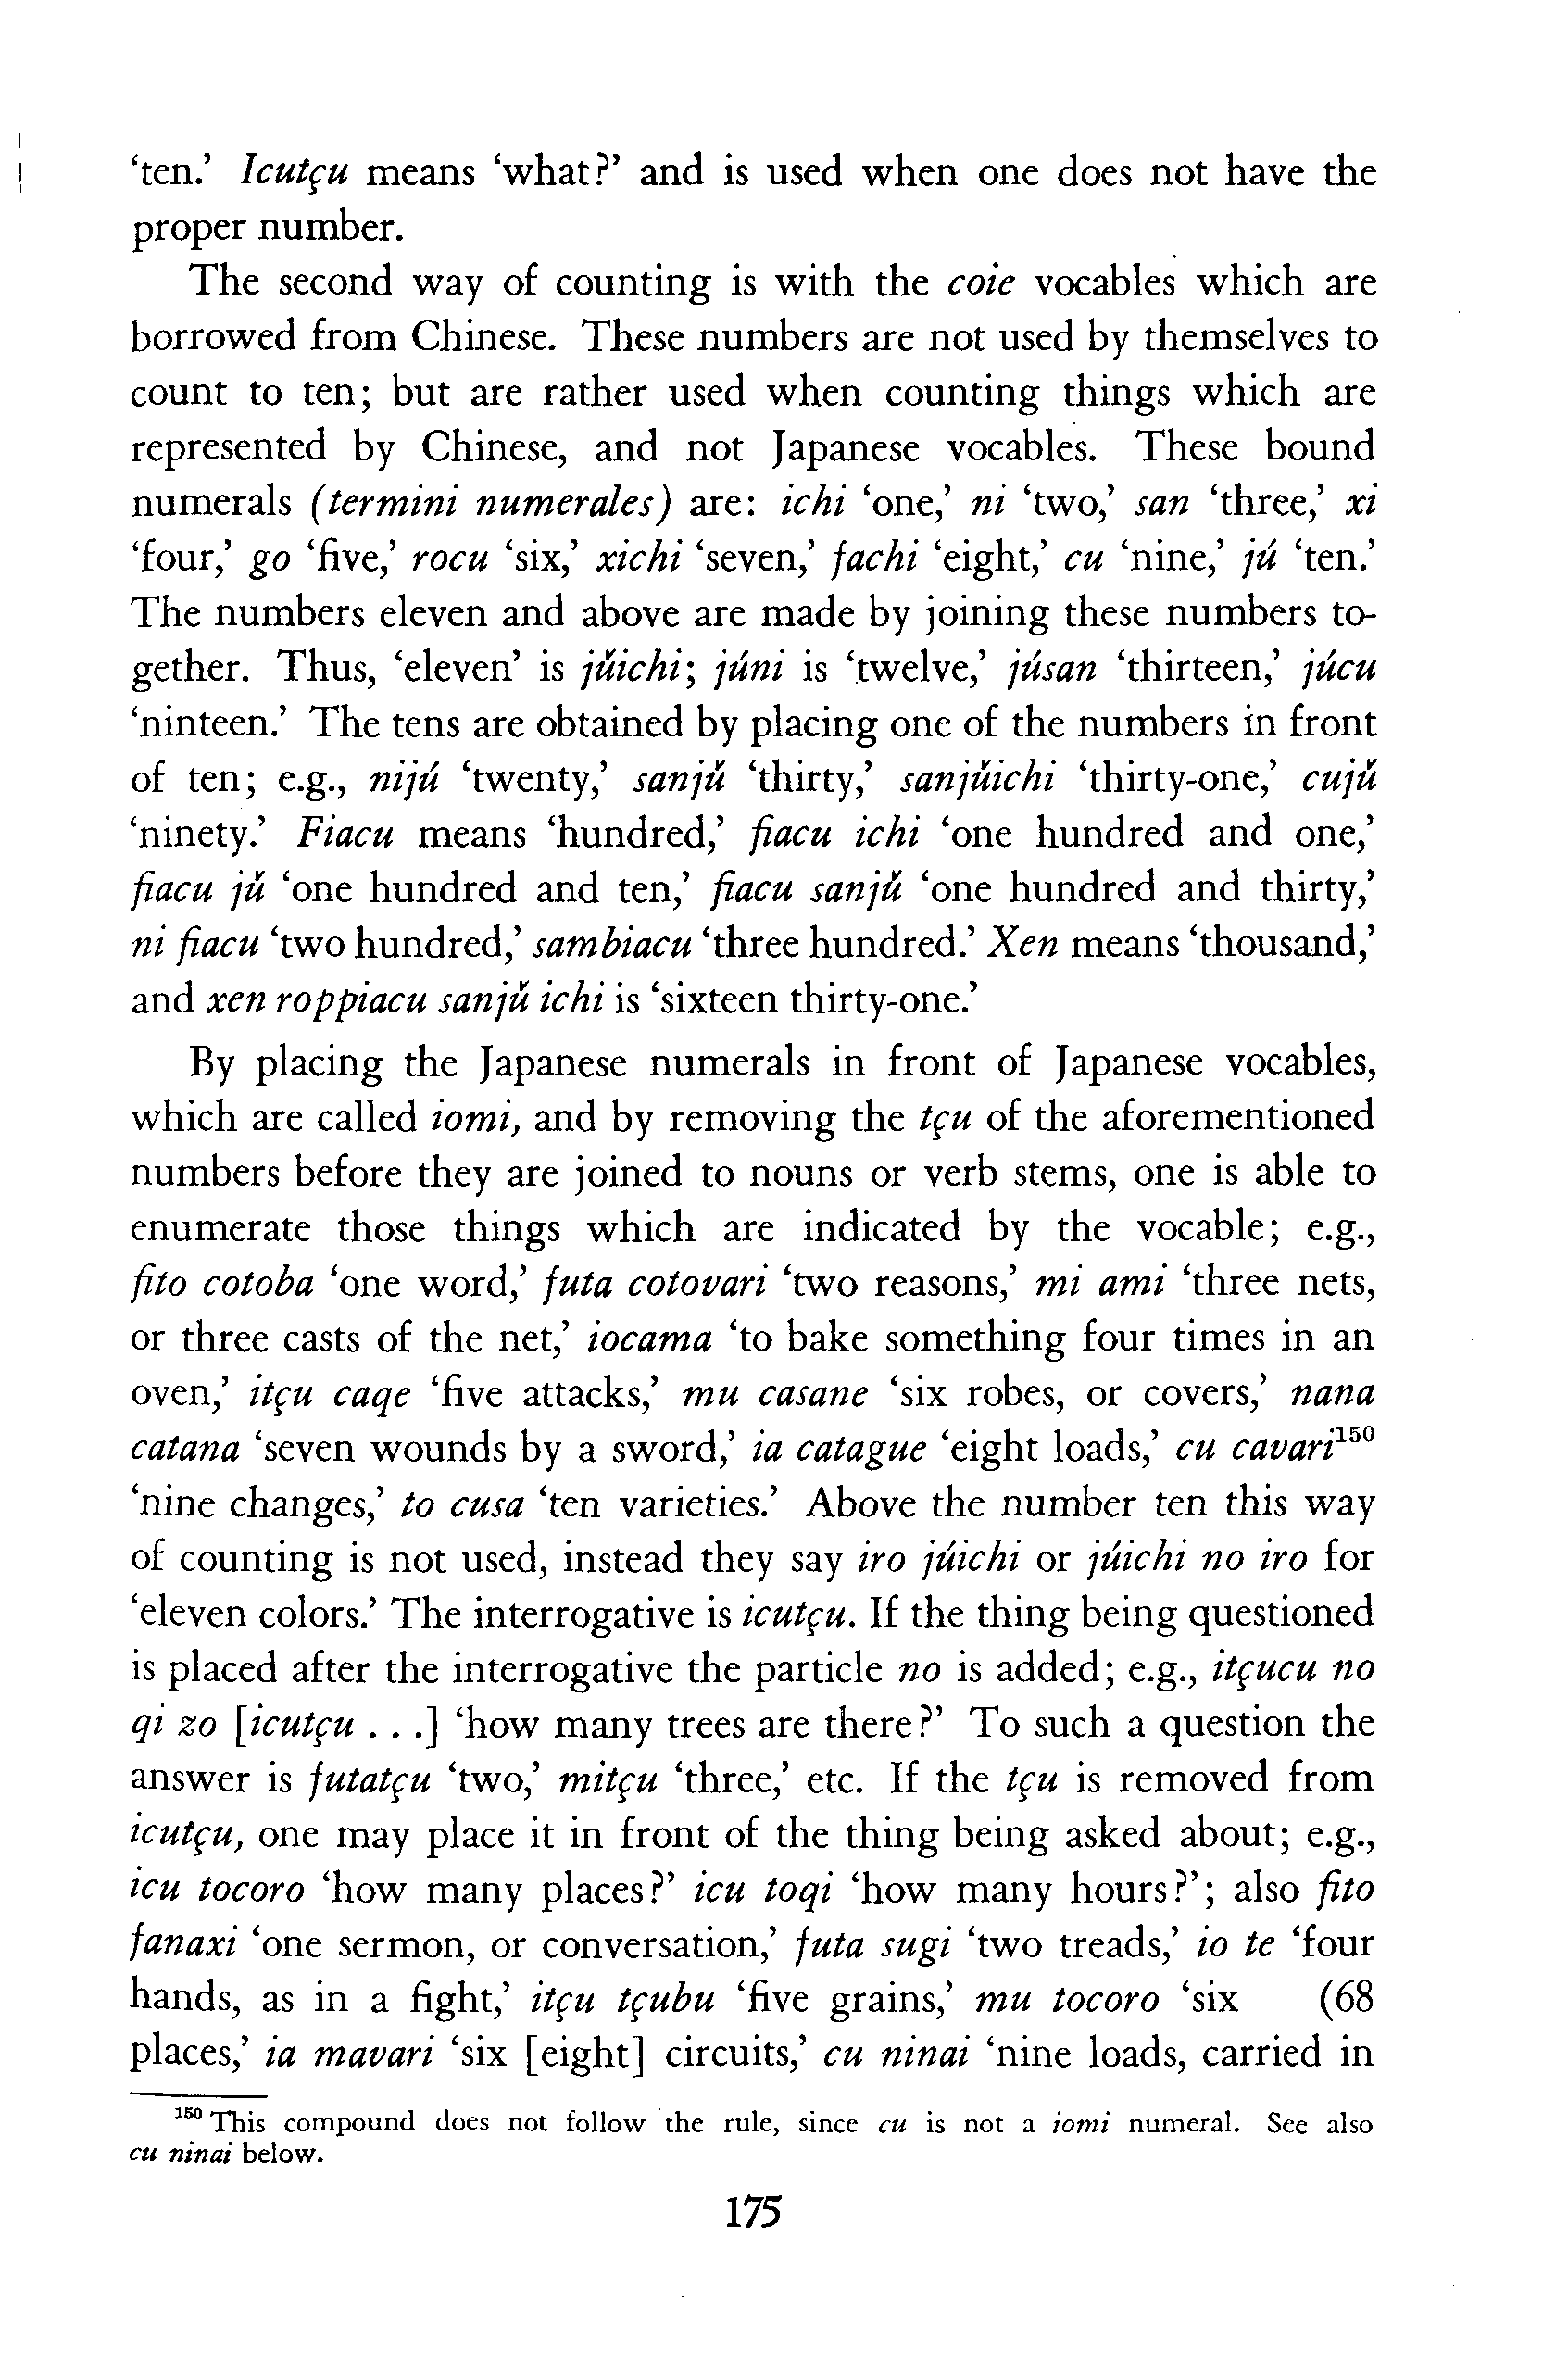 ‘ten.’ Icutçu means ‘what?’ and is used when one does not have the
proper number.
The second way of counting is with the coie vocables which are
borrowed from Chinese. These numbers are not used by themselves to
count to ten; but are rather used when counting things which are
represented by Chinese, and not Japanese vocables. These bound
numerals (termini numerales) are: ichi ‘one,’ ni ‘two,’ san ‘three,’ xi
‘four,’ go ‘five,’ rocu ‘six,’ xichi ‘seven,’ fachi ‘eight,’ cu ‘nine,’ jú ‘ten.’
The numbers eleven and above are made by joining these numbers to-
gether. Thus, ‘eleven’ is jǔichi; júni is ‘twelve,’ júsan ‘thirteen,’ júcu
‘ninteen.’ The tens are obtained by placing one of the numbers in front
of ten; e.g., nijú ‘twenty,’ sanjǔ ‘thirty,’ sanjǔichi ‘thirty-one,’ cujǔ
‘ninety.’ Fiacu means ‘hundred,’ fiacu ichi ‘one hundred and one,’
fiacu jǔ ‘one hundred and ten,’ fiacu sanjǔ ‘one hundred and thirty,’
ni fiacu ‘two hundred,’ sambiacu ‘three hundred.’ Xen means ‘thousand,’
and xen roppiacu sanjǔ ichi is ‘sixteen thirty-one.’
By placing the Japanese numerals in front of Japanese vocables,
which are called iomi, and by removing the tçu of the aforementioned
numbers before they are joined to nouns or verb stems, one is able to
enumerate those things which are indicated by the vocable; e.g.,
fito cotoba ‘one word,’ futa cotovari ‘two reasons,’ mi ami ‘three nets,
or three casts of the net,’ iocama ‘to bake something four times in an
oven,’ itçu caqe ‘five attacks,’ mu casane ‘six robes, or covers,’ nana
catana ‘seven wounds by a sword,’ ia catague ‘eight loads,’ cu cavari¹⁵⁰
‘nine changes,’ to cusa ‘ten varieties.’ Above the number ten this way
of counting is not used, instead they say iro júichi or júichi no iro for
‘eleven colors.’ The interrogative is icutçu. If the thing being questioned
is placed after the interrogative the particle no is added; e.g., itçucu no
qi zo [icutçu . . .] ‘how many trees are there?’ To such a question the
answer is futatçu ‘two,’ mitçu ‘three,’ etc. If the tçu is removed from
icutçu, one may place it in front of the thing being asked about; e.g.,
icu tocoro ‘how many places?’ icu toqi ‘how many hours?’; also fito
fanaxi ‘one sermon, or conversation,’ futa sugi ‘two treads,’ io te ‘four
hands, as in a fight,’ itçu tçubu ‘five grains,’ mu tocoro ‘six (68
places,’ ia mavari ‘six [eight] circuits,’ cu ninai ‘nine loads, carried in
¹⁵⁰ This compound does not follow the rule, since cu is not a iomi numeral. See also
cu ninai below.
175